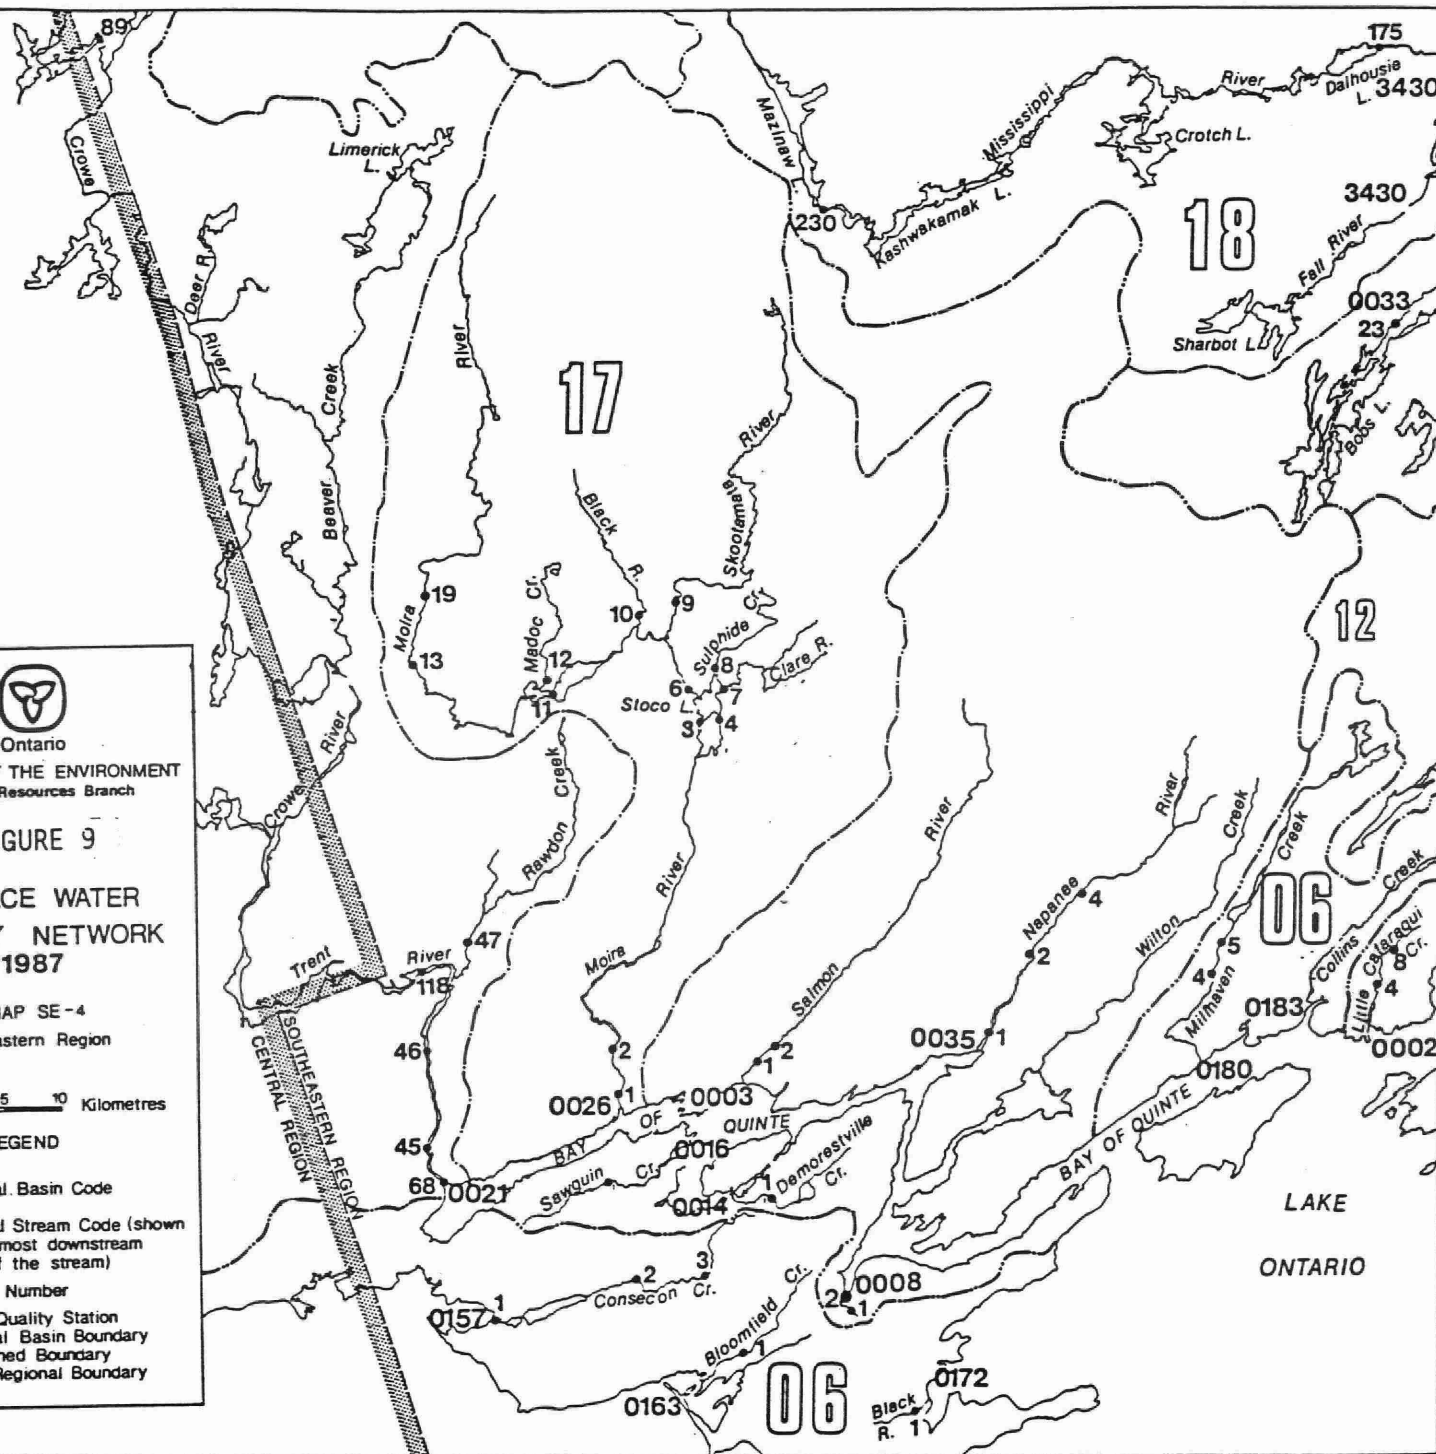 89
175
Dalhousie
L.
3430
River
Mississippi
Mazinaw
Crotch L.
Limerick
L.
Crowe
230
Kashwakamak L.
18
3430
Fall River
Deer R.
0033
23
Sharbot L.
River
River
Creek
17
Bobs L.
River
Black
R.
Skootamata
Beaver
19
10
9
Cr.
Moira
Madoc Cr.
Sulphide
12
13
12
8
Clare R.
11
6
7
Stoco L.
3
4
Ontario
THE ENVIRONMENT
Resources Branch
GURE 9
CE WATER
Y NETWORK
1987
AP SE-4
astern Region
5 10 Kilometres
EGENDS
al. Basin Code
d Stream Code (shown
most downstream
f the stream)
Number
Quality Station
al Basin Boundary
ned Boundary
Regional Boundary
River
Crowe
Creek
Rawdon
River
River
River
Creek
Creek
Creek
Napanee
4
06
47
Trent
River
118
Moira
Salmon
2
Wilton
5
4
Millhaven
Collins
Cataraqui
Cr.
8
4
Little
0183
0002
46
2
2
1
0035
1
0180
CENTRAL REGION
SOUTHEASTERN REGION
1
0026
0003
BAY OF QUINTE
45
0016
68
0021
Sawguin Cr.
0014
1
Demorestville
Cr.
BAY OF QUINTE
LAKE
ONTARIO
2
3
Consecon Cr.
0157
1
Bloomfield Cr.
1
0008
2
1
0163
06
0172
Black
R. 1